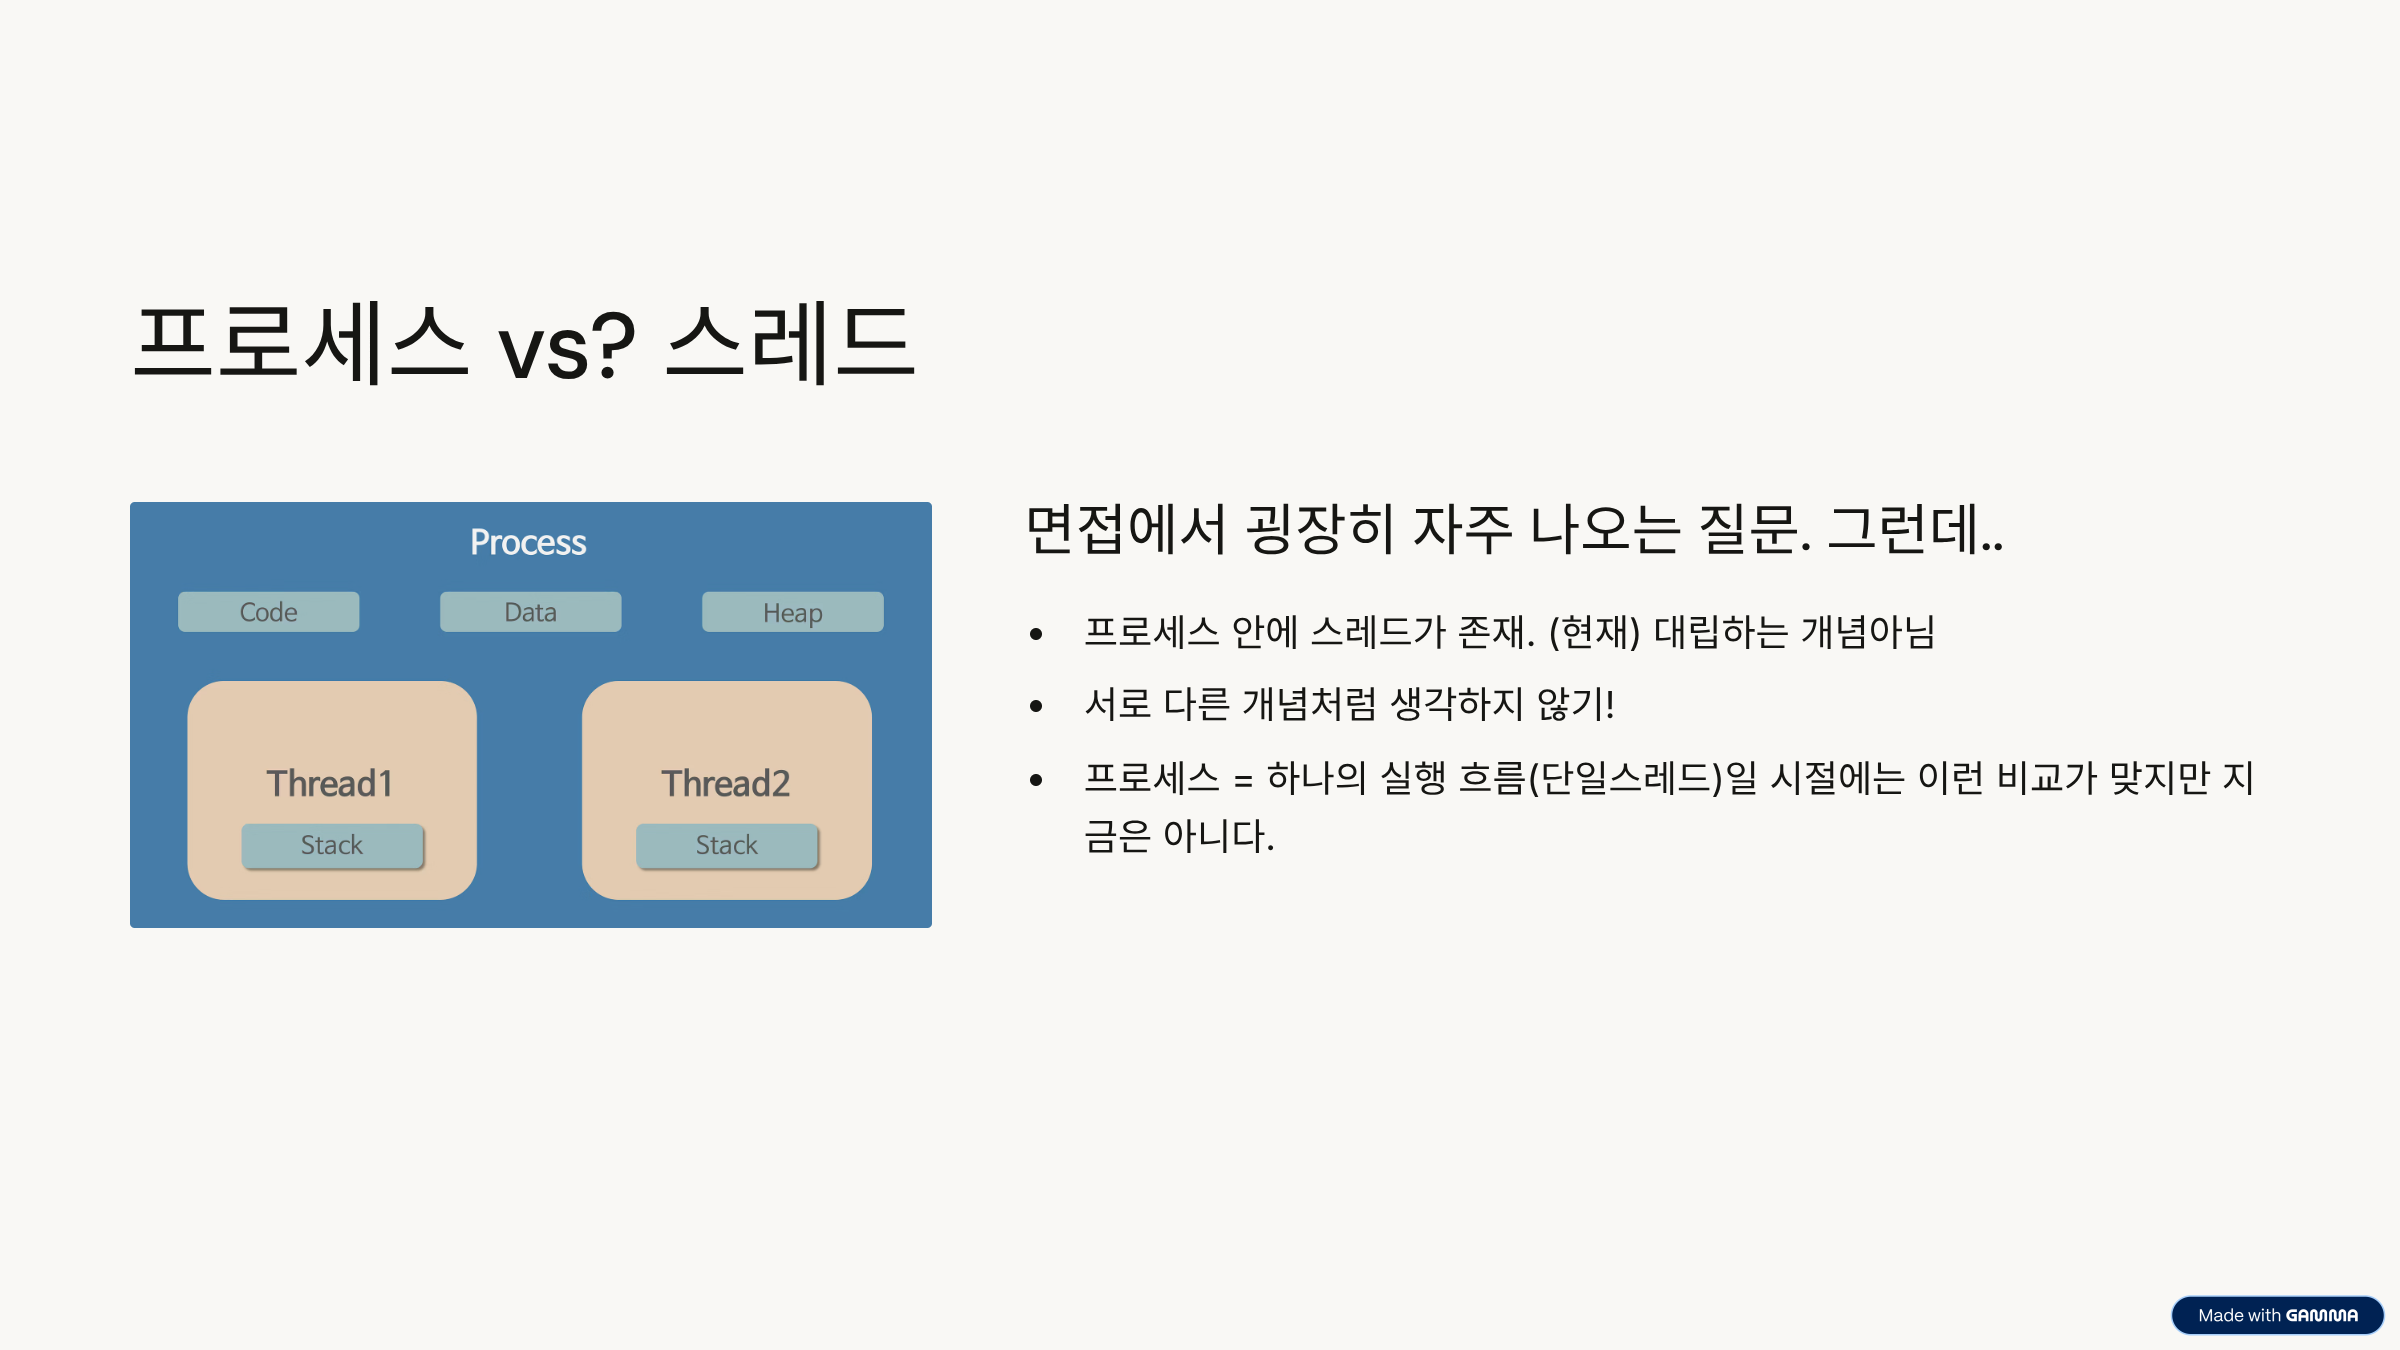 프로세스 vs? 스레드
Process
Code
Data
Heap
Thread1
Stack
Thread2
Stack
면접에서 굉장히 자주 나오는 질문. 그런데..
• 프로세스 안에 스레드가 존재. (현재) 대립하는 개념아님
• 서로 다른 개념처럼 생각하지 않기!
• 프로세스 = 하나의 실행 흐름(단일스레드)일 시절에는 이런 비교가 맞지만 지
금은 아니다.
Made with GAMMA